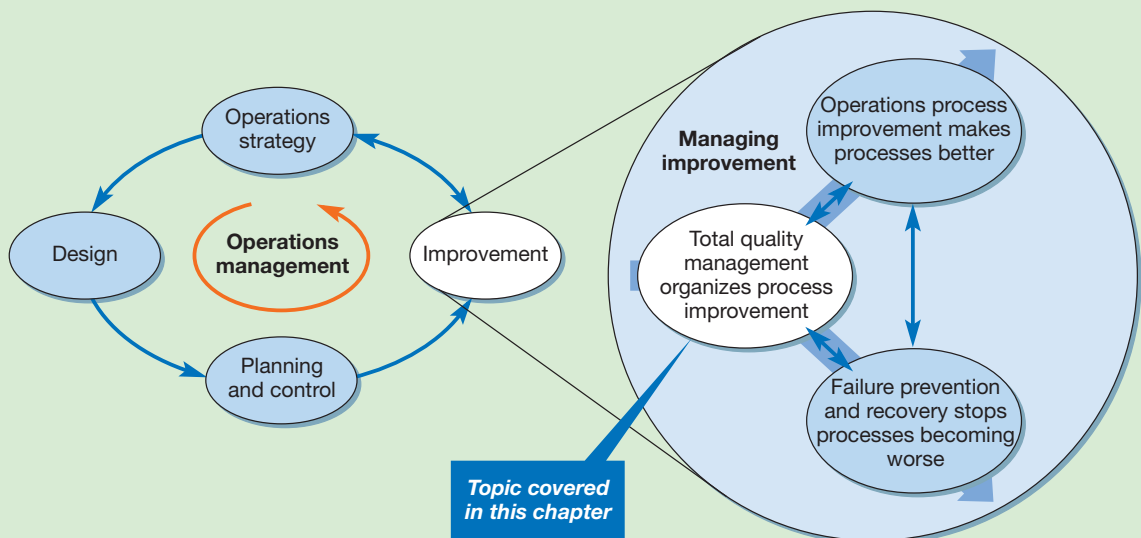 Operations
strategy
Design
Operations
management
Improvement
Planning
and control
Managing
improvement
Operations process
improvement makes
processes better
Total quality
management
organizes process
improvement
Failure prevention
and recovery stops
processes becoming
worse
Topic covered
in this chapter